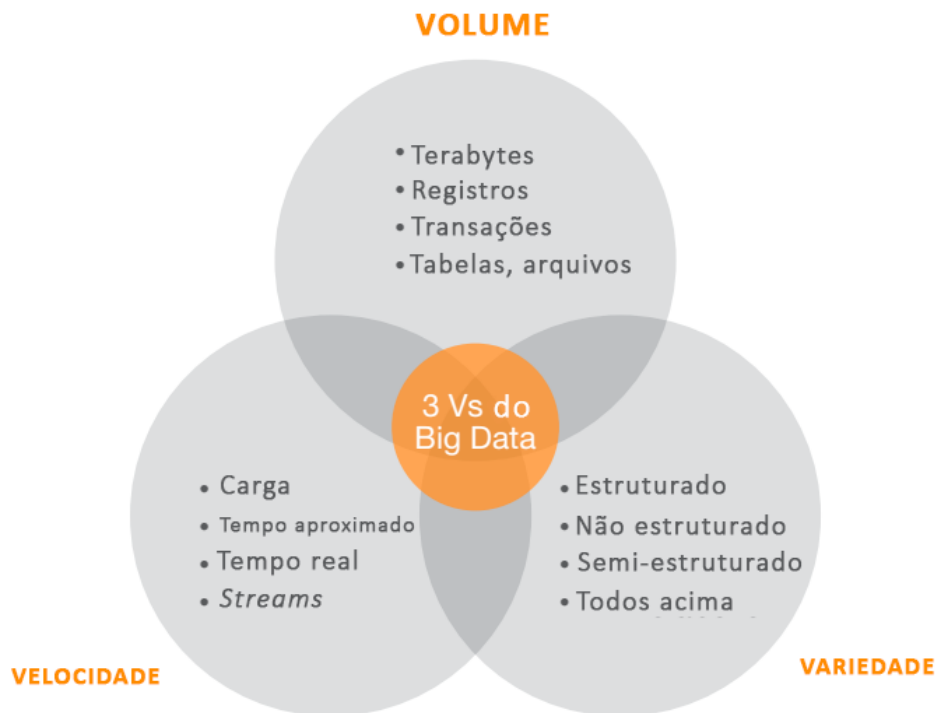 VOLUME
• Terabytes
• Registros
• Transações
• Tabelas, arquivos
3 Vs do
Big Data
• Carga
• Tempo aproximado
• Tempo real
• Streams
• Estruturado
• Não estruturado
• Semi-estruturado
• Todos acima
VELOCIDADE
VARIEDADE